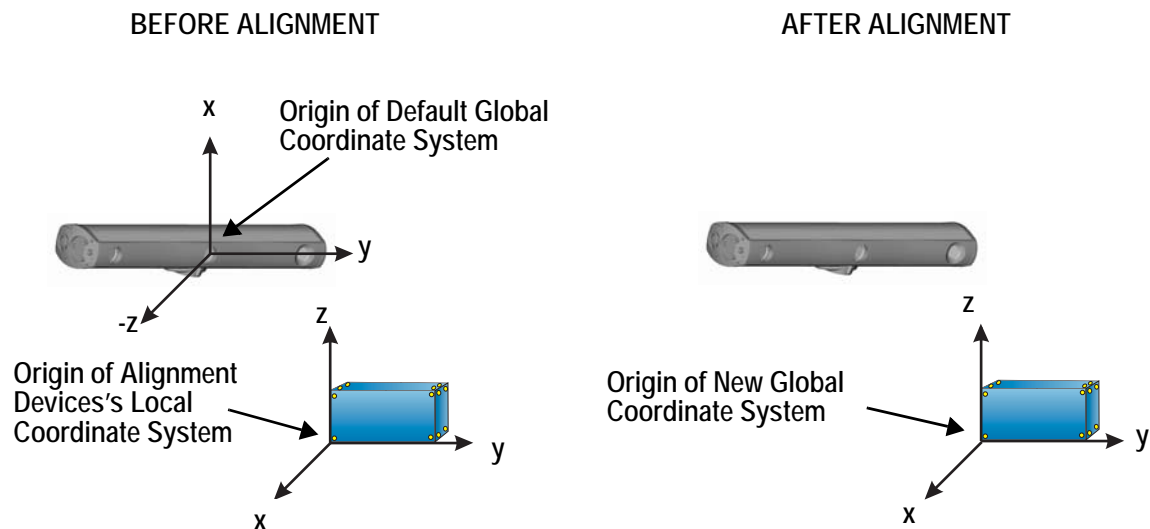 BEFORE ALIGNMENT
x
Origin of Default Global
Coordinate System
y
-z
z
Origin of Alignment
Devices's Local
Coordinate System
y
x
AFTER ALIGNMENT
z
Origin of New Global
Coordinate System
y
x